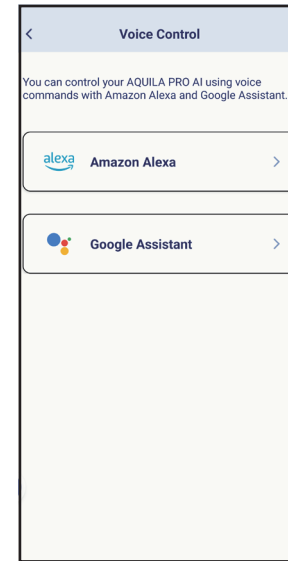 Voice Control
You can control your AQUILA PRO AI using voice
commands with Amazon Alexa and Google Assistant.
alexa Amazon Alexa
Google Assistant